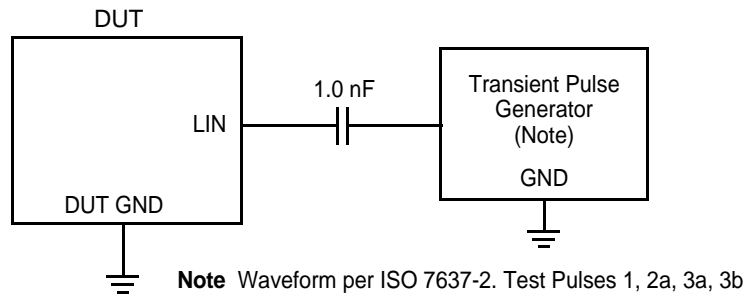 DUT
1.0 nF
Transient Pulse
Generator
(Note)
LIN
GND
DUT GND
Note Waveform per ISO 7637-2. Test Pulses 1, 2a, 3a, 3b